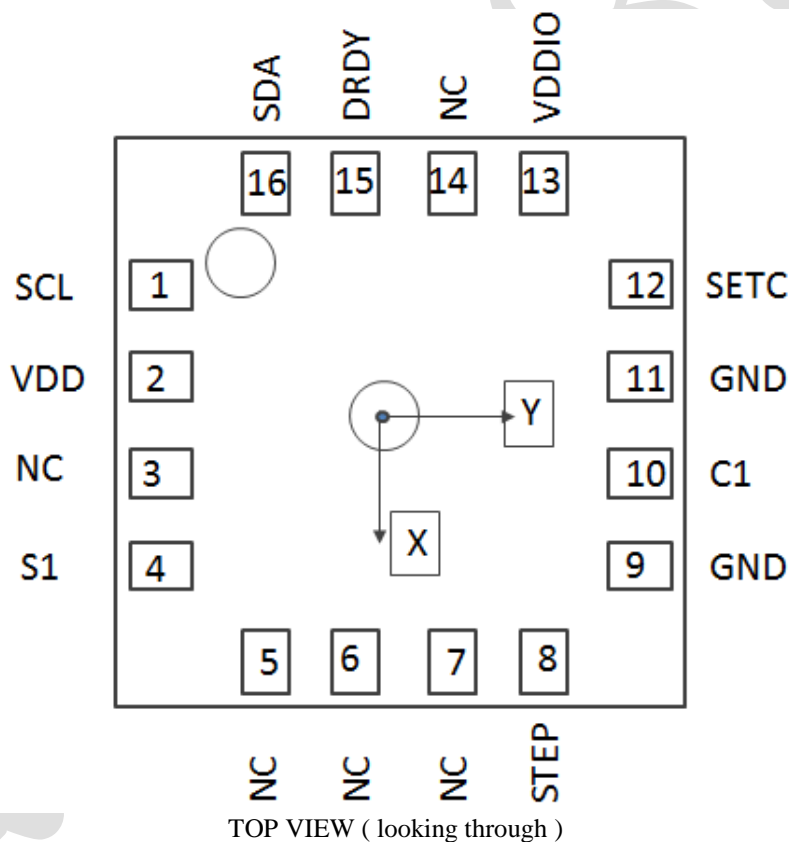 SDA DRDY NC VDDIO
16 15 14 13
SCL 1 12 SETC
VDD 2 11 GND
Y
NC 3 10 C1
X
S1 4 9 GND
5 6 7 8
NC NC NC STEP
TOP VIEW ( looking through )